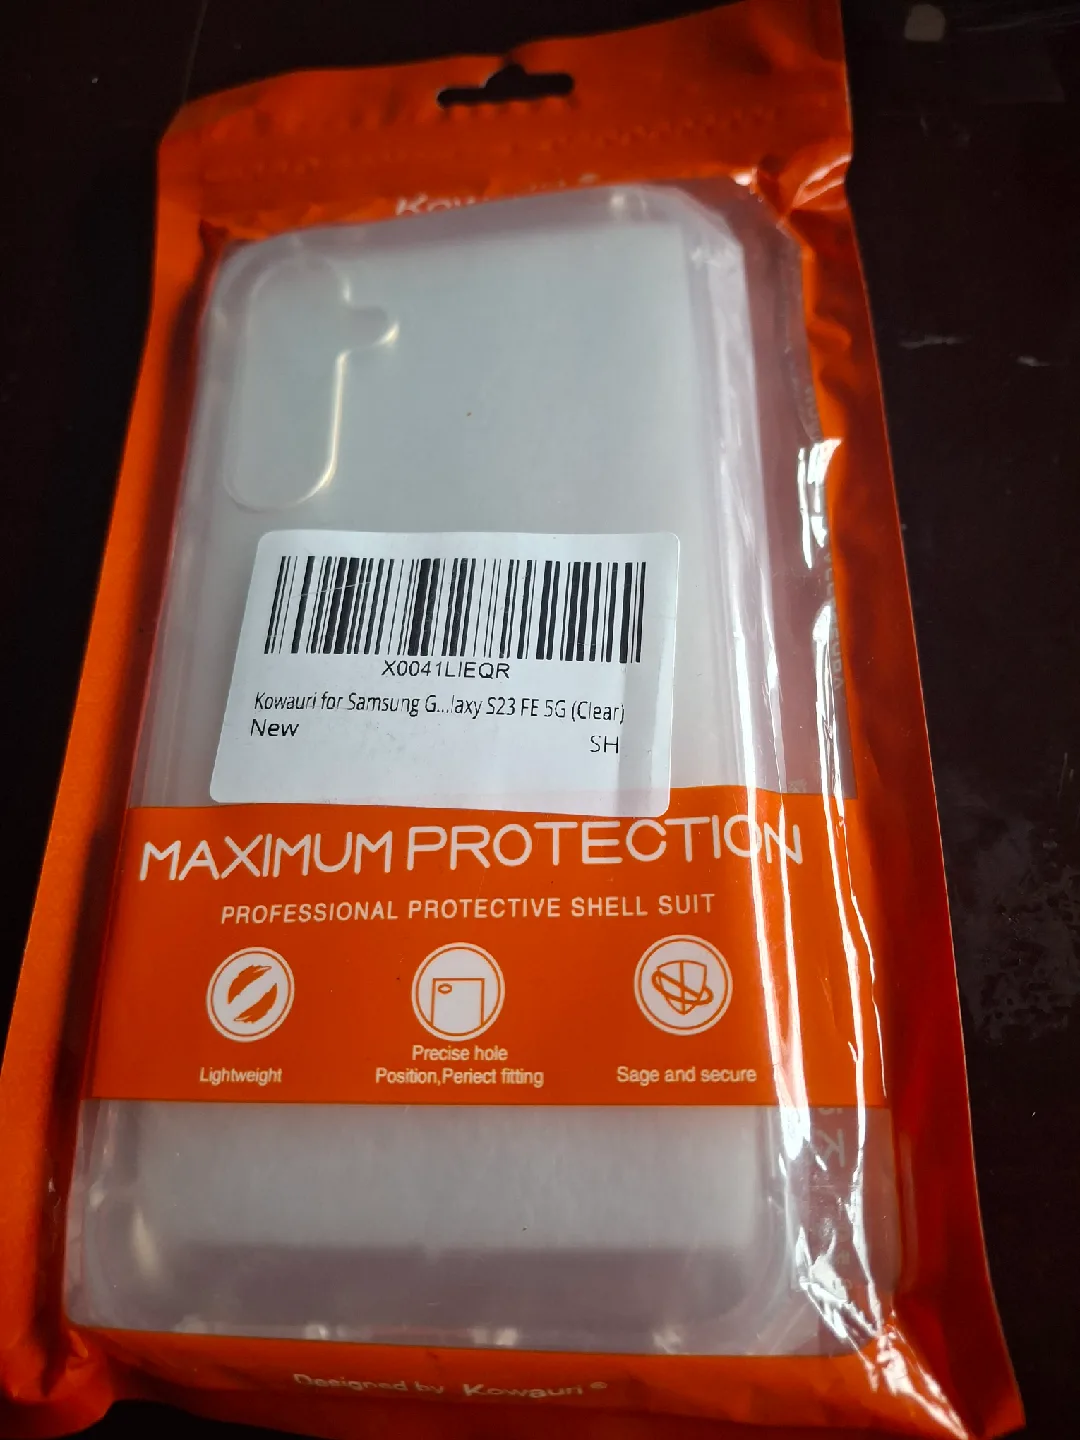 X0041LIEQR
Kowauri for Samsung G...laxy S23 FE 5G (Clear)
New
SH
MAXIMUM PROTECTION
PROFESSIONAL PROTECTIVE SHELL SUIT
Lightweight
Precise hole
Position,Periect fitting
Sage and secure
Designed by Kowauri®